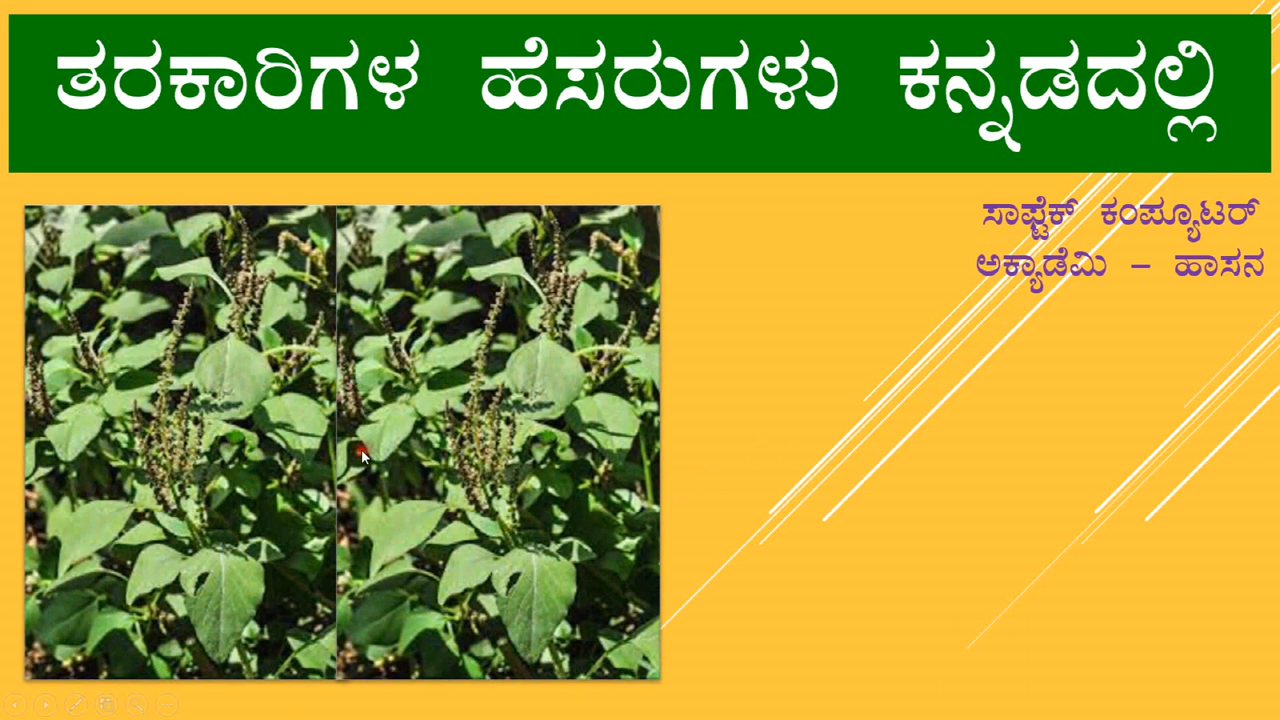 ತರಕಾರಿಗಳ ಹೆಸರುಗಳು ಕನ್ನಡದಲ್ಲಿ
ಸಾಫ್ಟೆಕ್ ಕಂಪ್ಯೂಟರ್
ಅಕ್ಯಾಡೆಮಿ – ಹಾಸನ